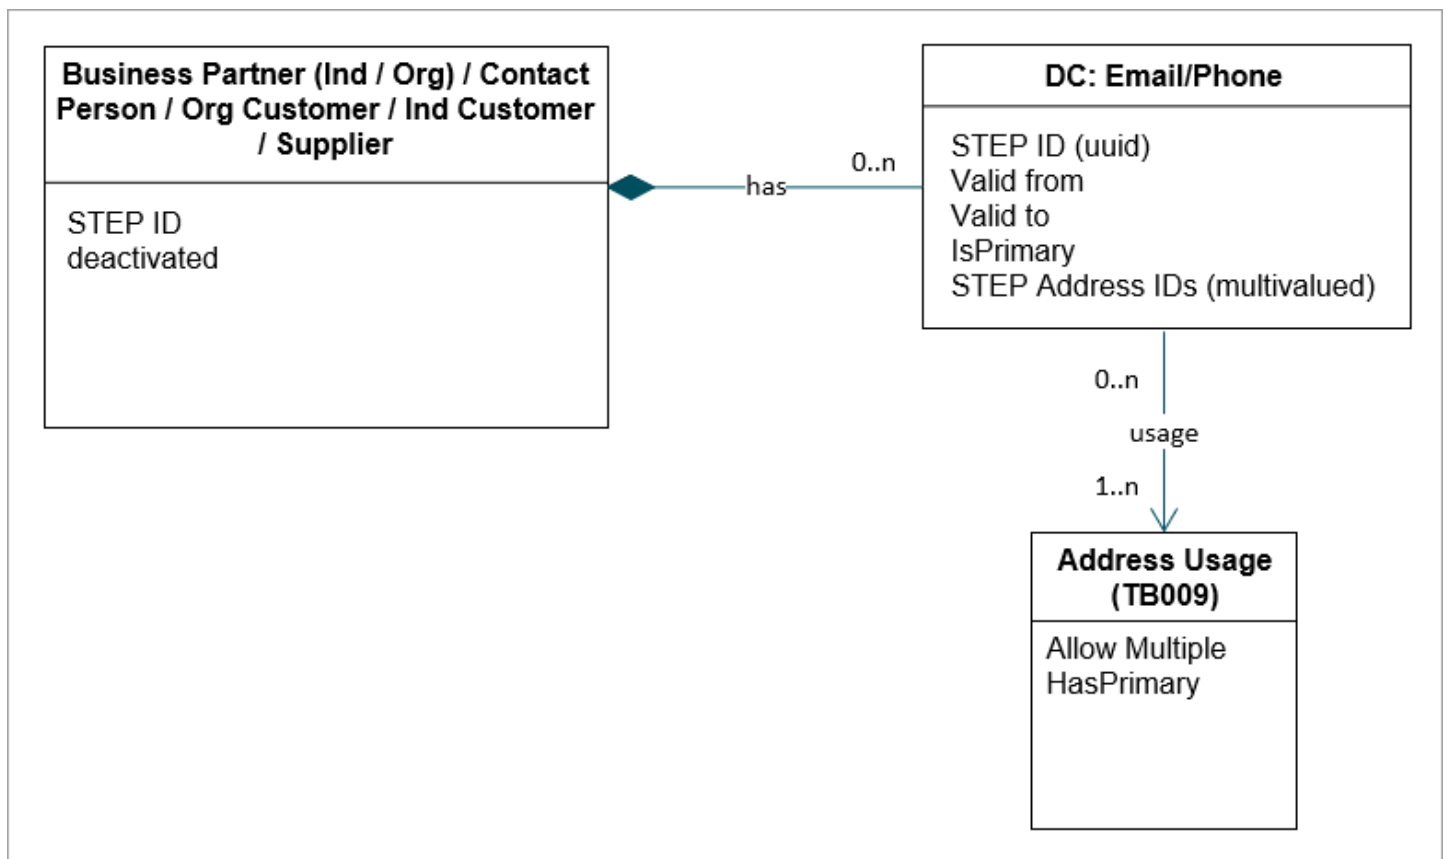 Business Partner (Ind / Org) / Contact
Person / Org Customer / Ind Customer
/ Supplier
STEP ID
deactivated
has
0..n
DC: Email/Phone
STEP ID (uuid)
Valid from
Valid to
IsPrimary
STEP Address IDs (multivalued)
0..n
usage
1..n
Address Usage
(TB009)
Allow Multiple
HasPrimary